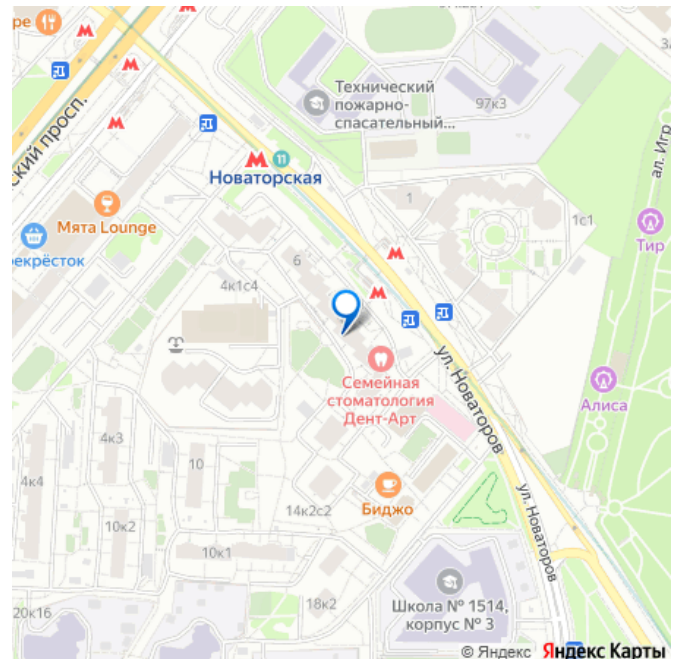 ре
М
М
ский просп.
М
М
11
Новаторская
Технический
пожарно-
спасательный...
97к3
ал. Игр
Мята Lounge
1
1с1
Тир
рекрёсток
6
М
4к1с4
М
Семейная
стоматология
Дент-Арт
ул. Новаторов
Алиса
4к3
10
4к4
Биджо
14к2с2
10к2
ул. Новаторов
10к1
18к2
Школа № 1514,
корпус № 3
20к16
© Яндекс Яндекс Карты